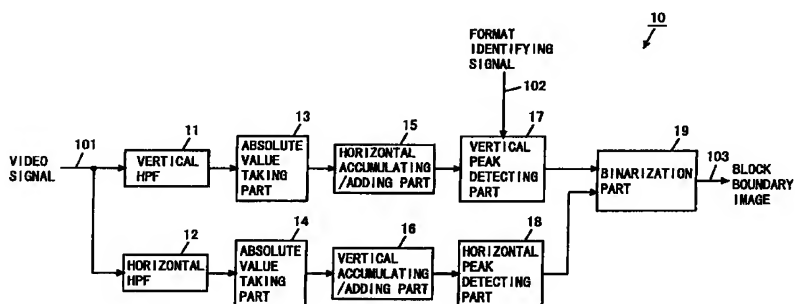 10
FORMAT
IDENTIFYING
SIGNAL
102
13
17
19
101
11
15
VIDEO
SIGNAL
VERTICAL
HPF
ABSOLUTE
VALUE
TAKING
PART
HORIZONTAL
ACCUMULATING
/ADDING PART
VERTICAL
PEAK
DETECTING
PART
BINARIZATION
PART
103
BLOCK
BOUNDARY
IMAGE
12
14
16
18
HORIZONTAL
HPF
ABSOLUTE
VALUE
TAKING
PART
VERTICAL
ACCUMULATING
/ADDING PART
HORIZONTAL
PEAK
DETECTING
PART